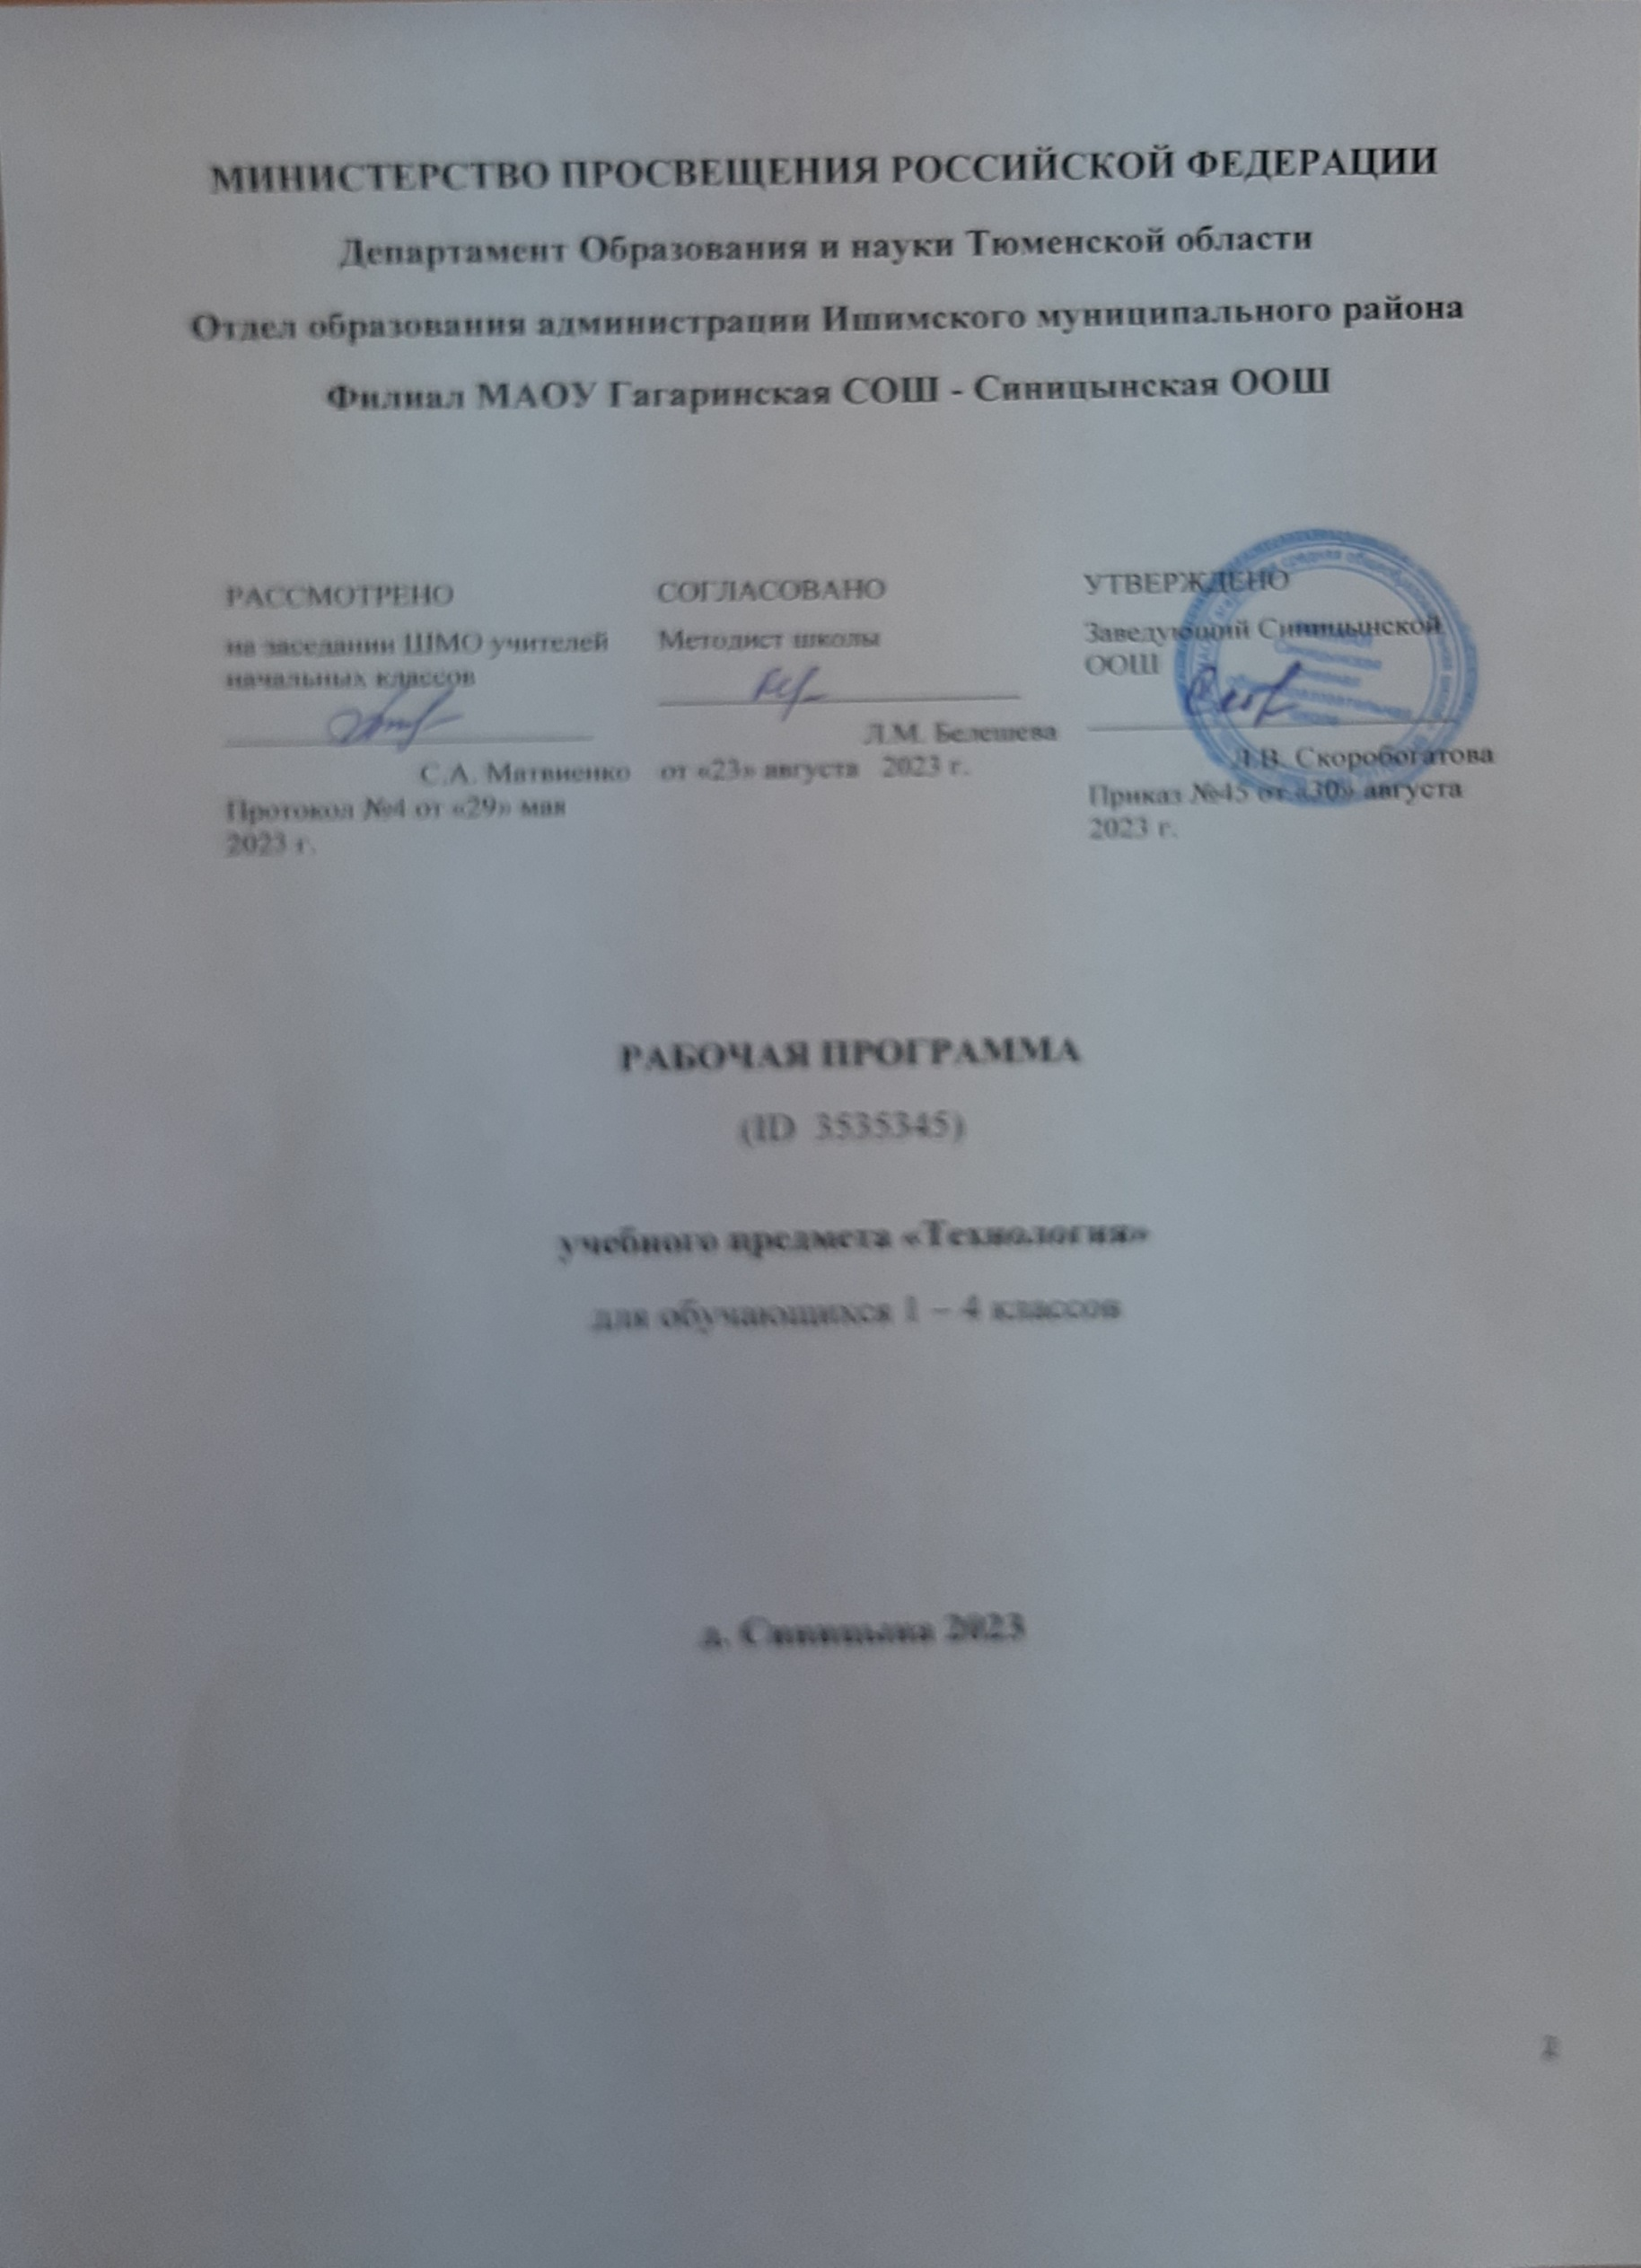 МИНИСТЕРСТВО ПРОСВЕЩЕНИЯ РОССИЙСКОЙ ФЕДЕРАЦИИ
Департамент Образования и науки Тюменской области
Отдел образования администрации Ишимского муниципального района
Филиал МАОУ Гагаринская СОШ - Синицынская ООШ
РАССМОТРЕНО
на заседании ШМО учителей
начальных классов
С.А. Матвиенко
Протокол №4 от «29» мая
2023 г.
СОГЛАСОВАНО
Методист школы
Л.М. Белешева
от «23» августа 2023 г.
УТВЕРЖДЕНО
Заведующий Синицынской
ООШ
Л.В. Скоробогатова
Приказ №45 от «30» августа
2023 г.
РАБОЧАЯ ПРОГРАММА
(ID 3535345)
учебного предмета «Технология»
для обучающихся 1 – 4 классов
д. Синицына 2023
2